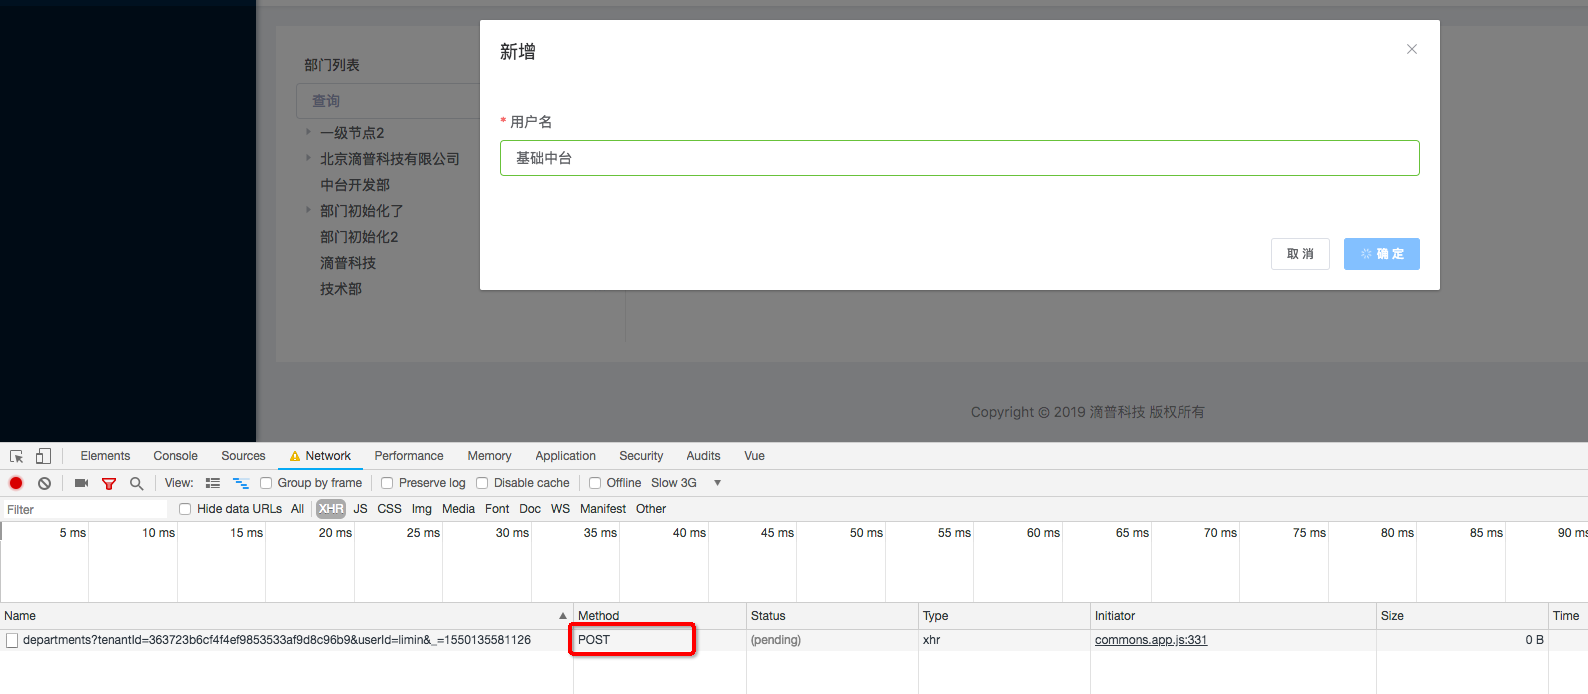 新增
部门列表
查询
* 用户名
一级节点2
基础中台
北京滴普科技有限公司
中台开发部
部门初始化了
部门初始化2
取消 确定
滴普科技
技术部
Copyright © 2019 滴普科技 版权所有
Elements Console Sources Network Performance Memory Application Security Audits Vue
View: Group by frame Preserve log Disable cache Offline Slow 3G
Filter Hide data URLs All XHR JS CSS Img Media Font Doc WS Manifest Other
5 ms 10 ms 15 ms 20 ms 25 ms 30 ms 35 ms 40 ms 45 ms 50 ms 55 ms 60 ms 65 ms 70 ms 75 ms 80 ms 85 ms 90 ms
Name Method Status Type Initiator Size Time
departments?tenantId=363723b6cf4f4ef9853533af9d8c96b9&userId=limin&_=1550135581126 POST (pending) xhr commons.app.js:331 0 B